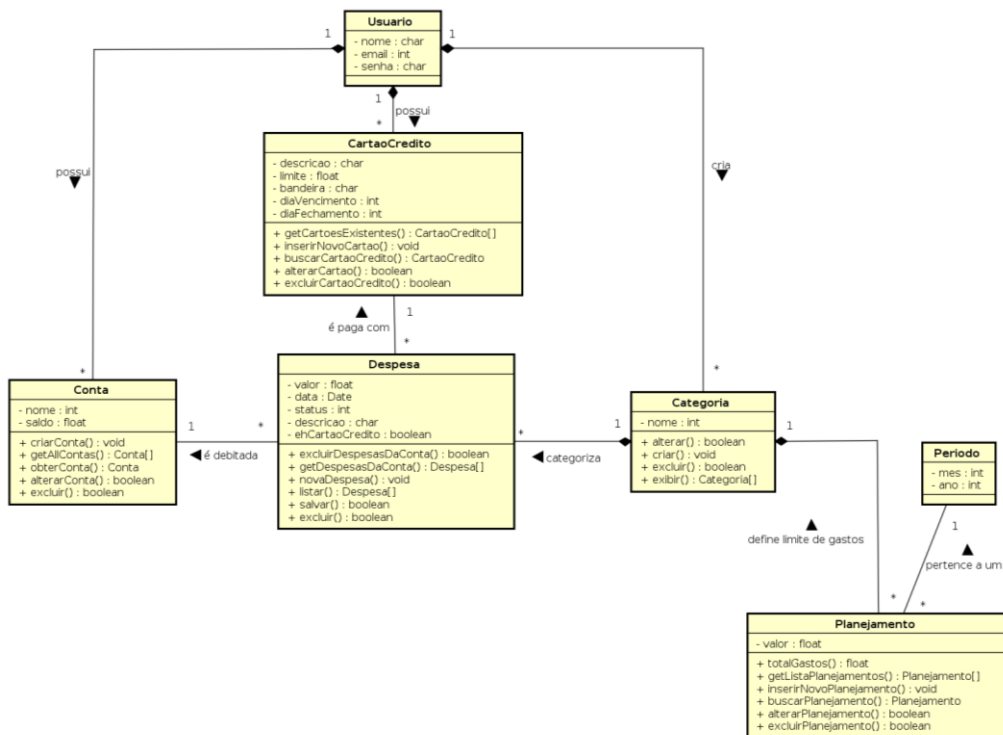 Usuario
- nome : char
- email : int
- senha : char
1
1
1
possui
*
possui
cria
CartaoCredito
- descricao : char
- limite : float
- bandeira : char
- diaVencimento : int
- diaFechamento : int
+ getCartoesExistentes() : CartaoCredito[]
+ inserirNovoCartao() : void
+ buscarCartaoCredito() : CartaoCredito
+ alterarCartao() : boolean
+ excluirCartaoCredito() : boolean
1
é paga com
*
*
*
Conta
- nome : int
- saldo : float
+ criarConta() : void
+ getAllContas() : Conta[]
+ obterConta() : Conta
+ alterarConta() : boolean
+ excluir() : boolean
1
*
é debitada
Despesa
- valor : float
- data : Date
- status : int
- descricao : char
- ehCartaoCredito : boolean
+ excluirDespesasDaConta() : boolean
+ getDespesasDaConta() : Despesa[]
+ novaDespesa() : void
+ listar() : Despesa[]
+ salvar() : boolean
+ excluir() : boolean
*
1
categoriza
Categoria
- nome : int
+ alterar() : boolean
+ criar() : void
+ excluir() : boolean
+ exibir() : Categoria[]
1
Periodo
- mes : int
- ano : int
1
define limite de gastos
pertence a um
*
*
Planejamento
- valor : float
+ totalGastos() : float
+ getListaPlanejamentos() : Planejamento[]
+ inserirNovoPlanejamento() : void
+ buscarPlanejamento() : Planejamento
+ alterarPlanejamento() : boolean
+ excluirPlanejamento() : boolean